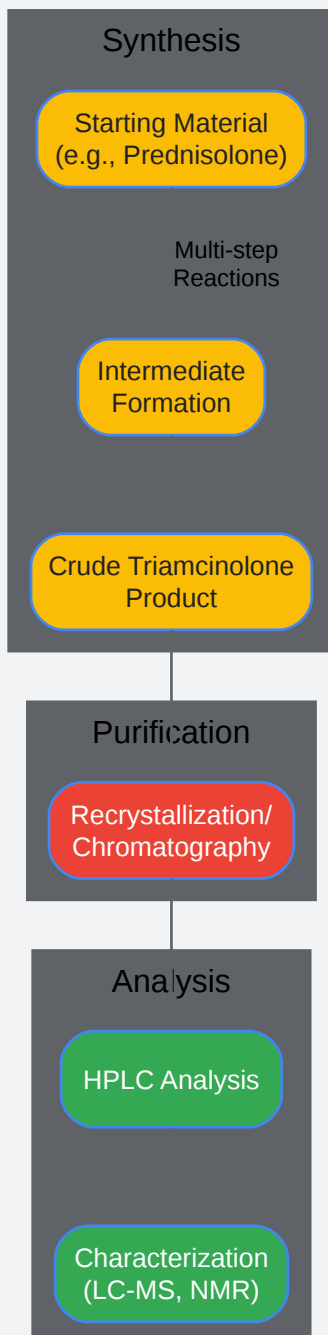 Synthesis
Starting Material
(e.g., Prednisolone)
Multi-step
Reactions
Intermediate
Formation
Crude Triamcinolone
Product
Purification
Recrystallization/
Chromatography
Analysis
HPLC Analysis
Characterization
(LC-MS, NMR)